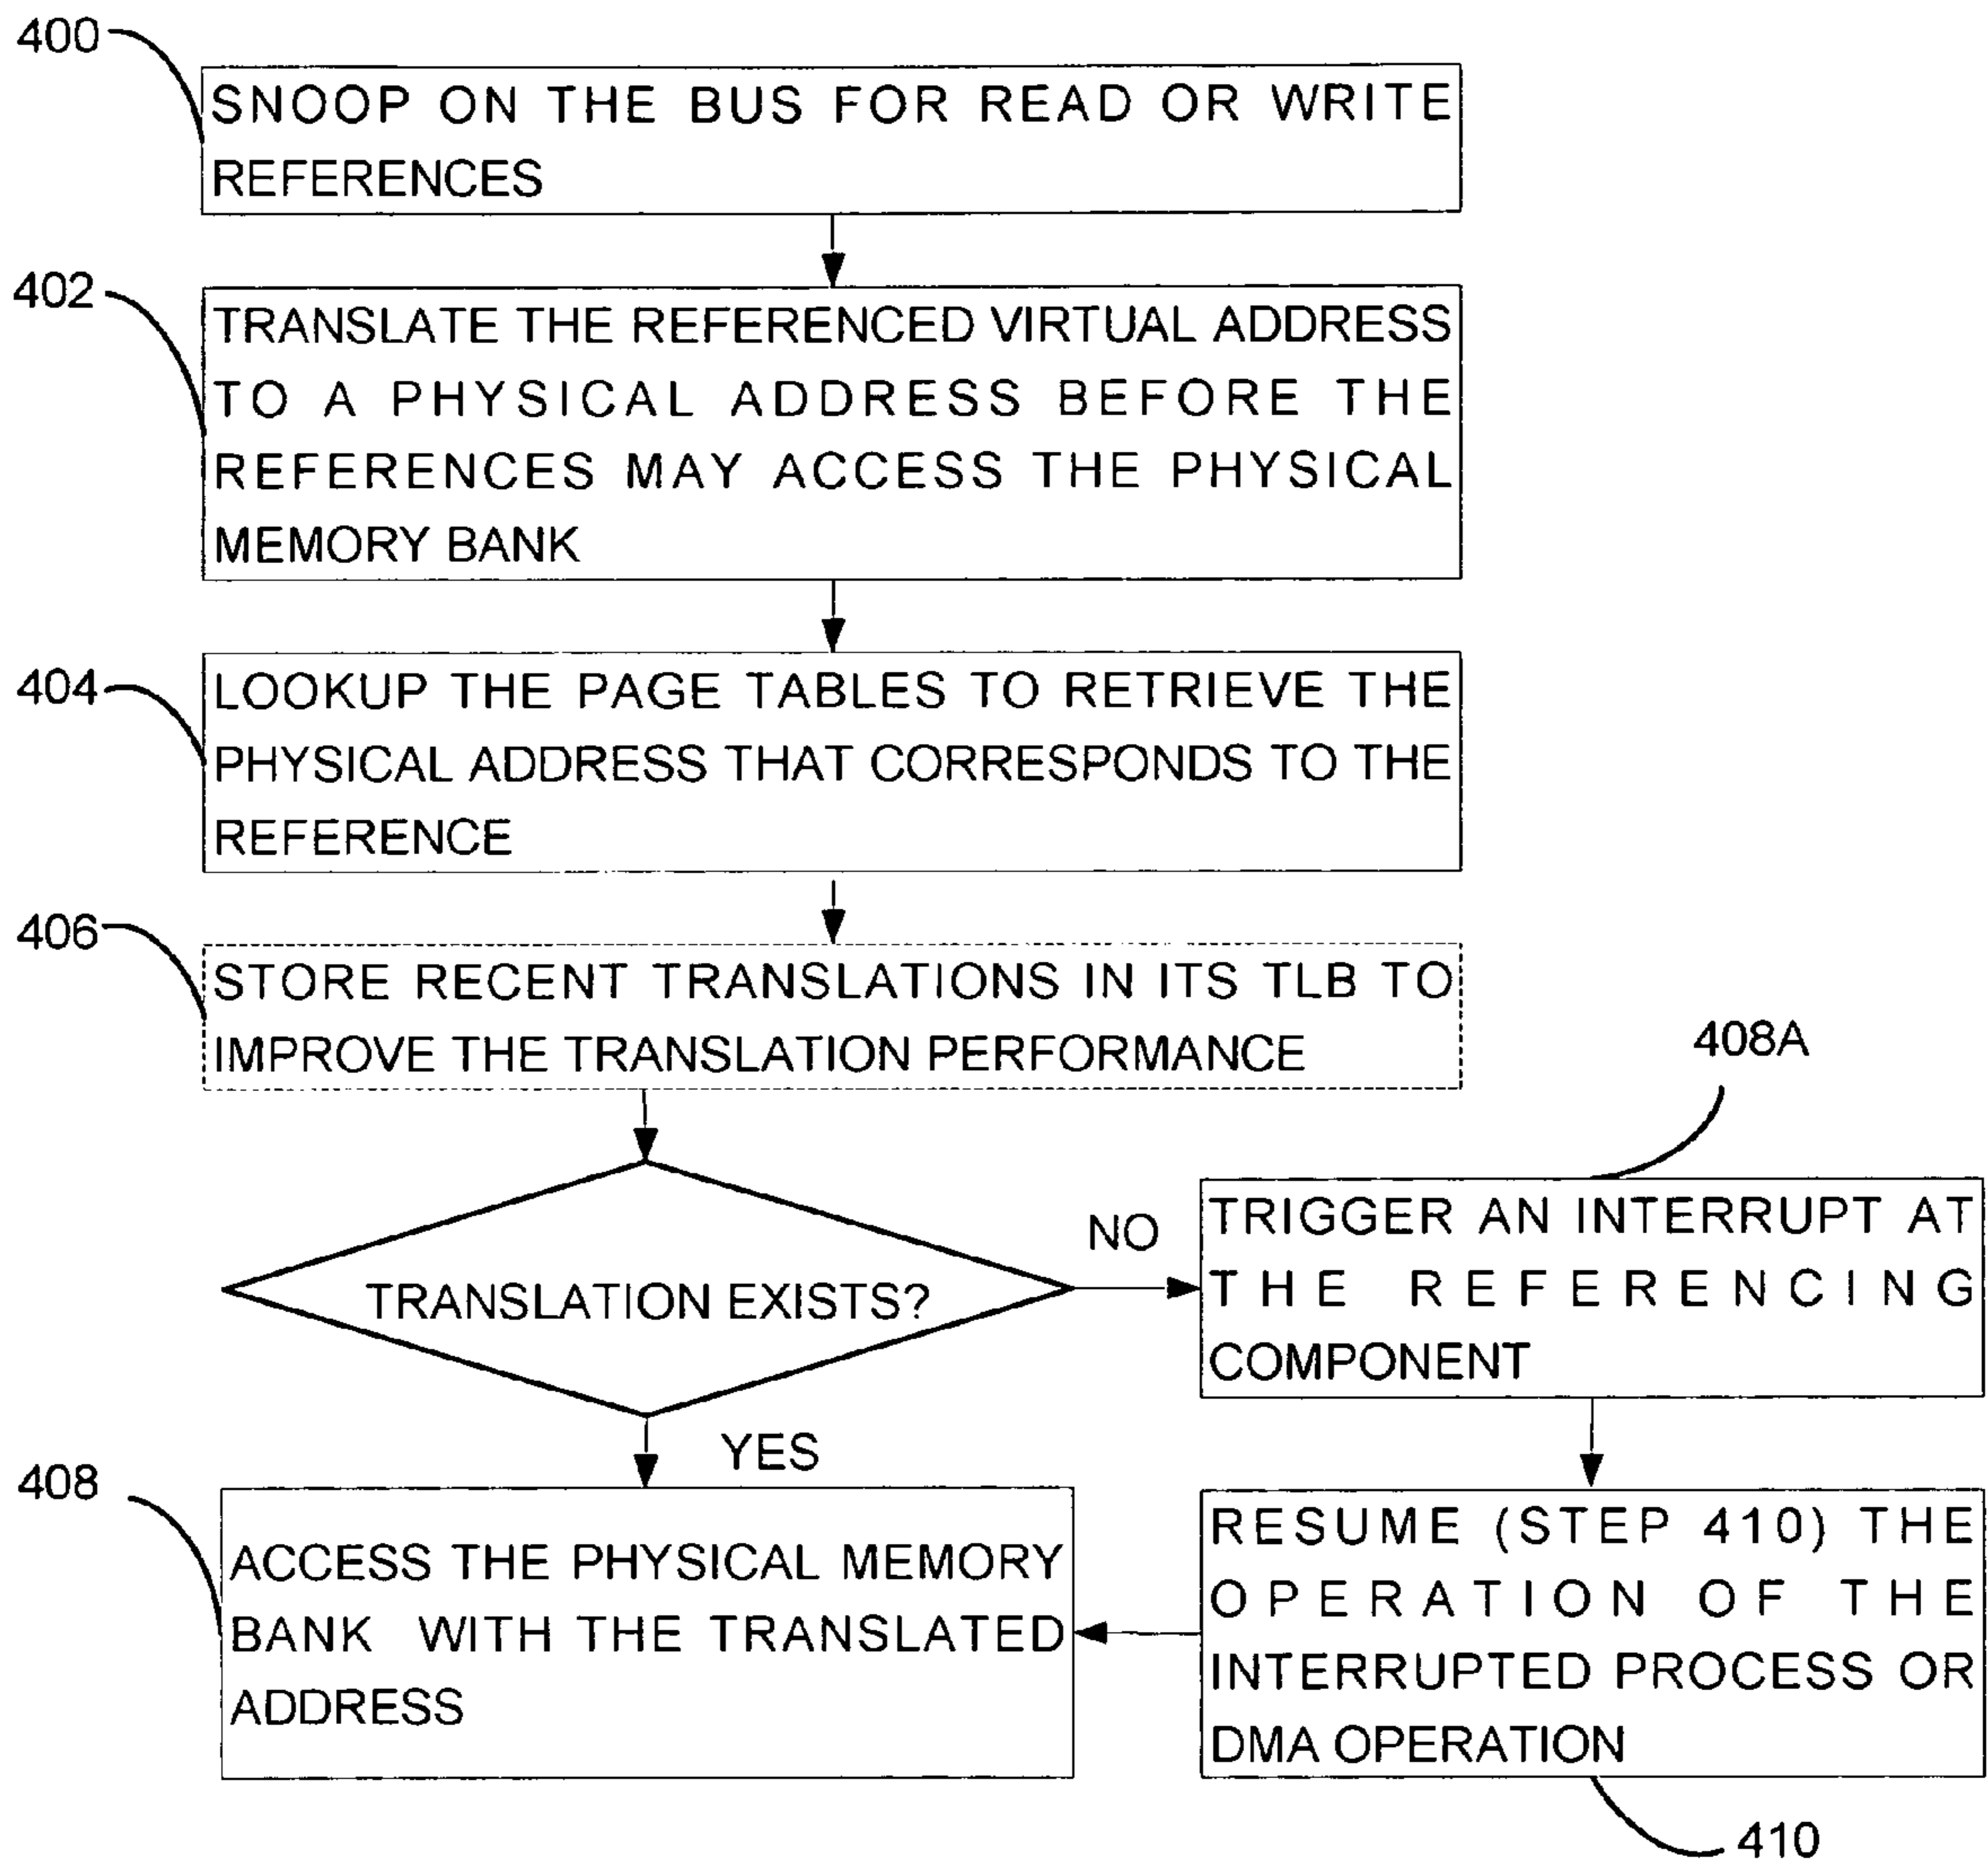 400
SNOOP ON THE BUS FOR READ OR WRITE
REFERENCES
402
TRANSLATE THE REFERENCED VIRTUAL ADDRESS
TO A PHYSICAL ADDRESS BEFORE THE
REFERENCES MAY ACCESS THE PHYSICAL
MEMORY BANK
404
LOOKUP THE PAGE TABLES TO RETRIEVE THE
PHYSICAL ADDRESS THAT CORRESPONDS TO THE
REFERENCE
406
STORE RECENT TRANSLATIONS IN ITS TLB TO
IMPROVE THE TRANSLATION PERFORMANCE
TRANSLATION EXISTS?
NO
408A
TRIGGER AN INTERRUPT AT
THE REFERENCING
COMPONENT
YES
408
ACCESS THE PHYSICAL MEMORY
BANK WITH THE TRANSLATED
ADDRESS
RESUME (STEP 410) THE
OPERATION OF THE
INTERRUPTED PROCESS OR
DMA OPERATION
410